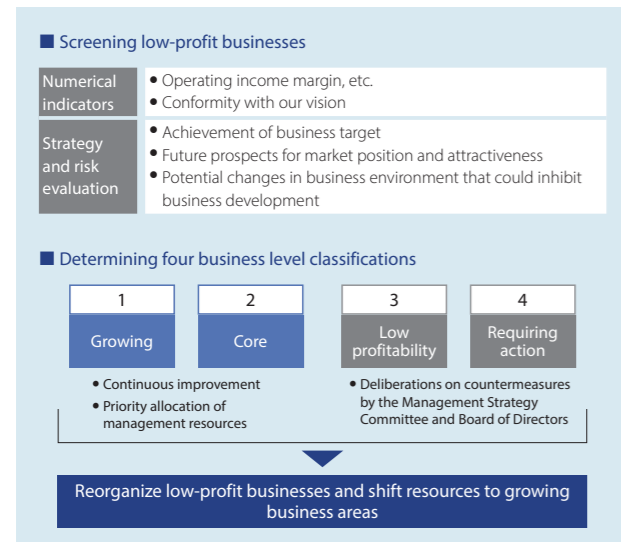 ■ Screening low-profit businesses
Numerical
indicators
• Operating income margin, etc.
• Conformity with our vision
Strategy
and risk
evaluation
• Achievement of business target
• Future prospects for market position and attractiveness
• Potential changes in business environment that could inhibit
business development
■ Determining four business level classifications
1
Growing
2
Core
3
Low
profitability
4
Requiring
action
• Continuous improvement
• Priority allocation of
management resources
• Deliberations on countermeasures
by the Management Strategy
Committee and Board of Directors
Reorganize low-profit businesses and shift resources to growing
business areas